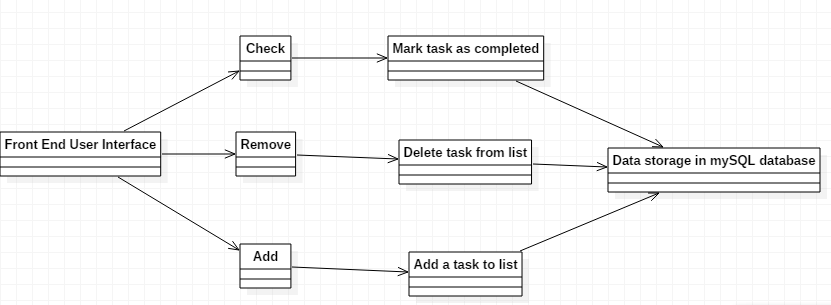 Check
Mark task as completed
Front End User Interface
Remove
Delete task from list
Data storage in mySQL database
Add
Add a task to list